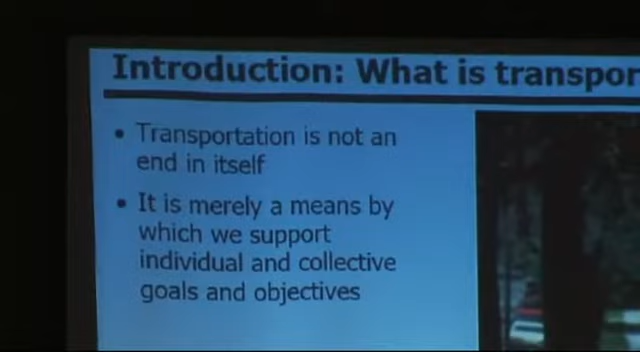 Introduction: What is transpor
• Transportation is not an
end in itself
• It is merely a means by
which we support
individual and collective
goals and objectives